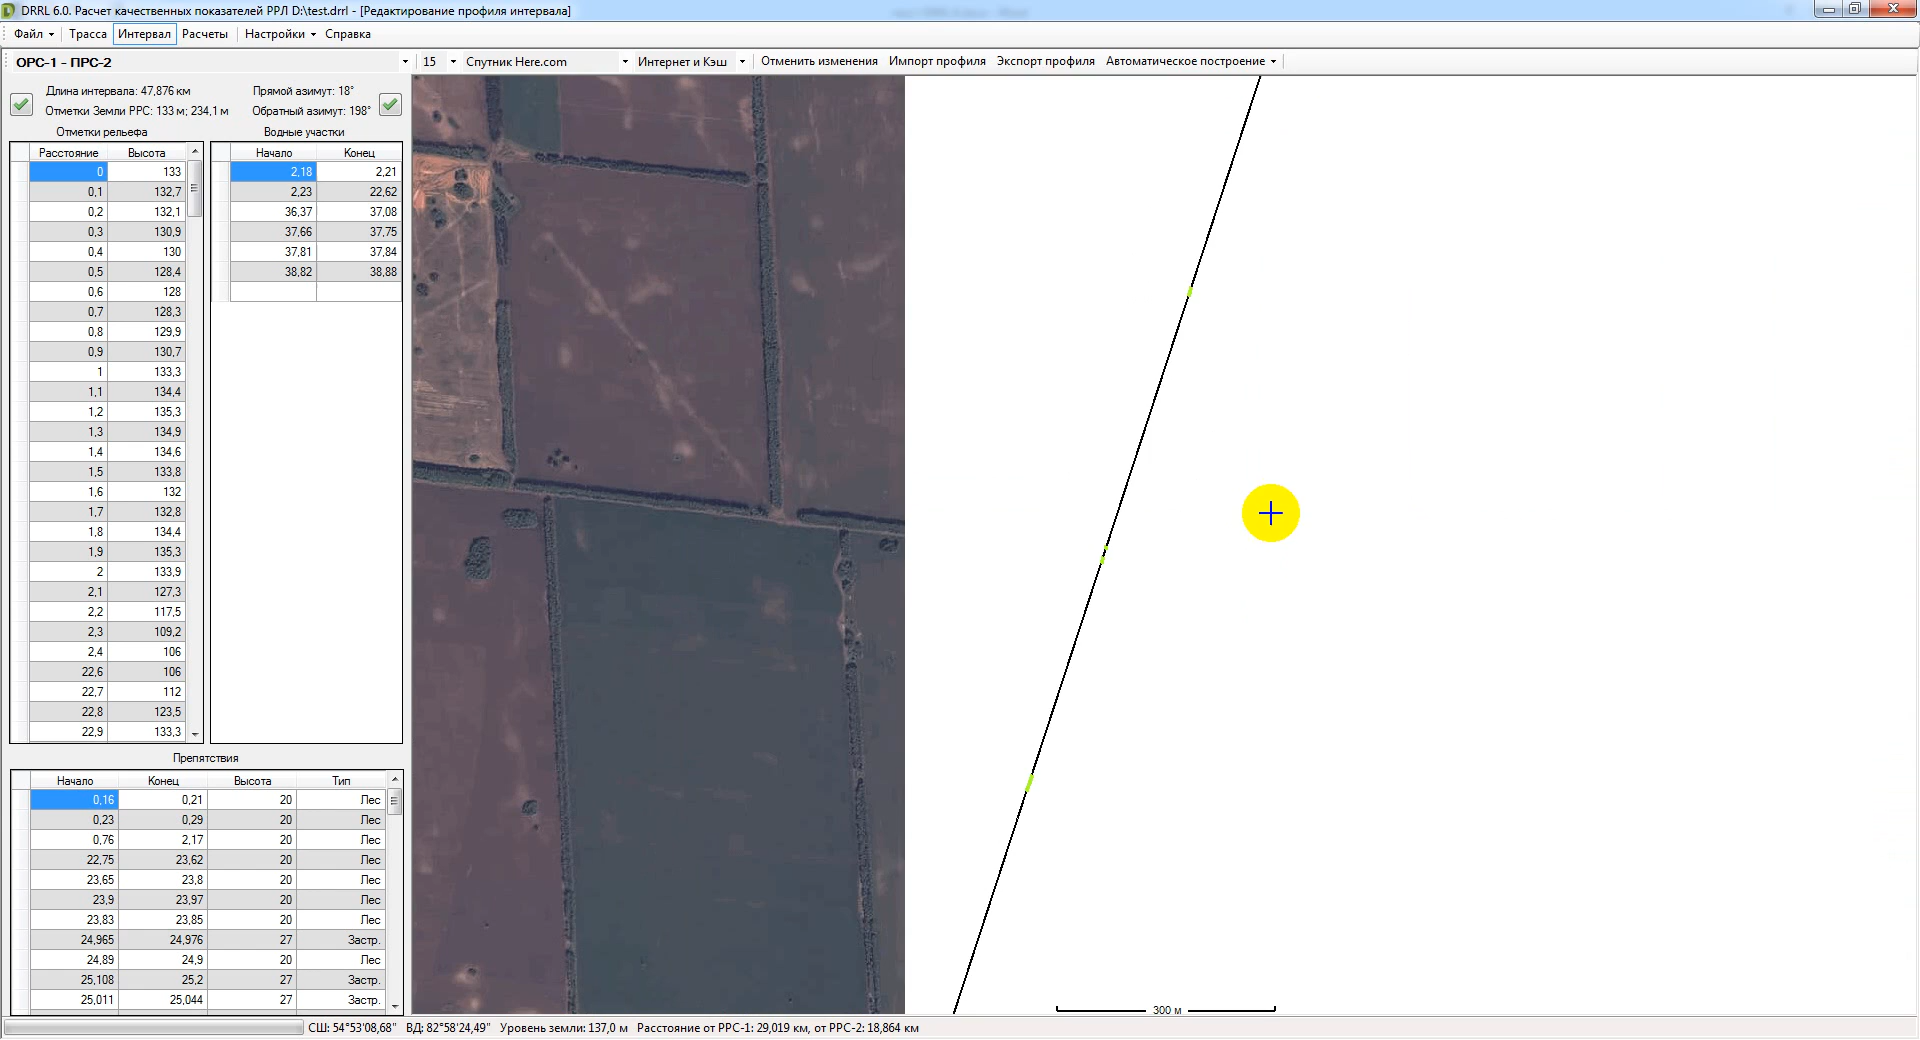 DRRL 6.0. Расчет качественных показателей РРЛ D:\test.drrl - [Редактирование профиля интервала]
Файл Трасса Интервал Расчеты Настройки Справка
ОРС-1 - ПРС-2 15 Спутник Here.com Интернет и Кэш Отменить изменения Импорт профиля Экспорт профиля Автоматическое построение
Длина интервала: 47,876 км Прямой азимут: 18°
Отметки Земли РРС: 133 м; 234,1 м Обратный азимут: 198°
Отметки рельефа
Расстояние Высота
0 133
0,1 132,7
0,2 132,1
0,3 130,9
0,4 130
0,5 128,4
0,6 128
0,7 128,3
0,8 129,9
0,9 130,7
1 133,3
1,1 134,4
1,2 135,3
1,3 134,9
1,4 134,6
1,5 133,8
1,6 132
1,7 132,8
1,8 134,4
1,9 135,3
2 133,9
2,1 127,3
2,2 117,5
2,3 109,2
2,4 106
22,6 106
22,7 112
22,8 123,5
22,9 133,3
Водные участки
Начало Конец
2,18 2,21
2,23 22,62
36,37 37,08
37,66 37,75
37,81 37,84
38,82 38,88
Препятствия
Начало Конец Высота Тип
0,16 0,21 20 Лес
0,23 0,29 20 Лес
0,76 2,17 20 Лес
22,75 23,62 20 Лес
23,65 23,8 20 Лес
23,9 23,97 20 Лес
23,83 23,85 20 Лес
24,965 24,976 27 Застр.
24,89 24,9 20 Лес
25,108 25,2 27 Застр.
25,011 25,044 27 Застр.
300 м
СШ: 54°53'08,68" ВД: 82°58'24,49" Уровень земли: 137,0 м Расстояние от РРС-1: 29,019 км, от РРС-2: 18,864 км